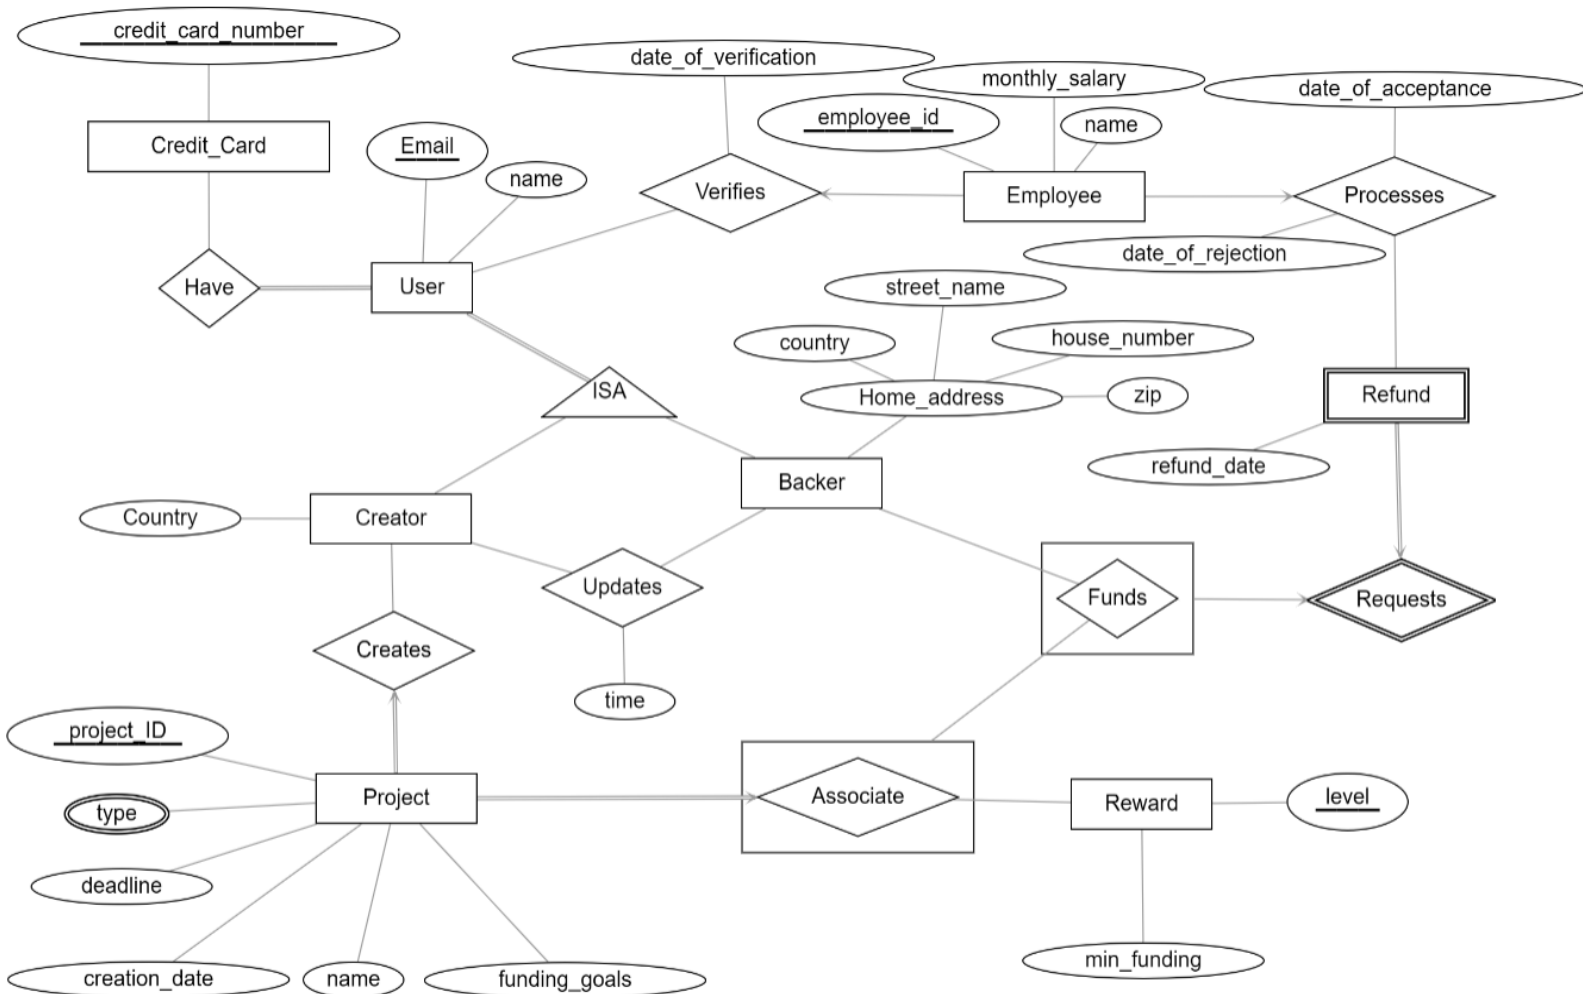 credit_card_number
date_of_verification
monthly_salary
date_of_acceptance
employee_id
name
Credit_Card
Email
name
Verifies
Employee
Processes
date_of_rejection
Have
User
street_name
country
house_number
ISA
Home_address
zip
Refund
refund_date
Backer
Country
Creator
Updates
Funds
Requests
Creates
time
project_ID
type
Project
Associate
Reward
level
deadline
min_funding
creation_date
name
funding_goals